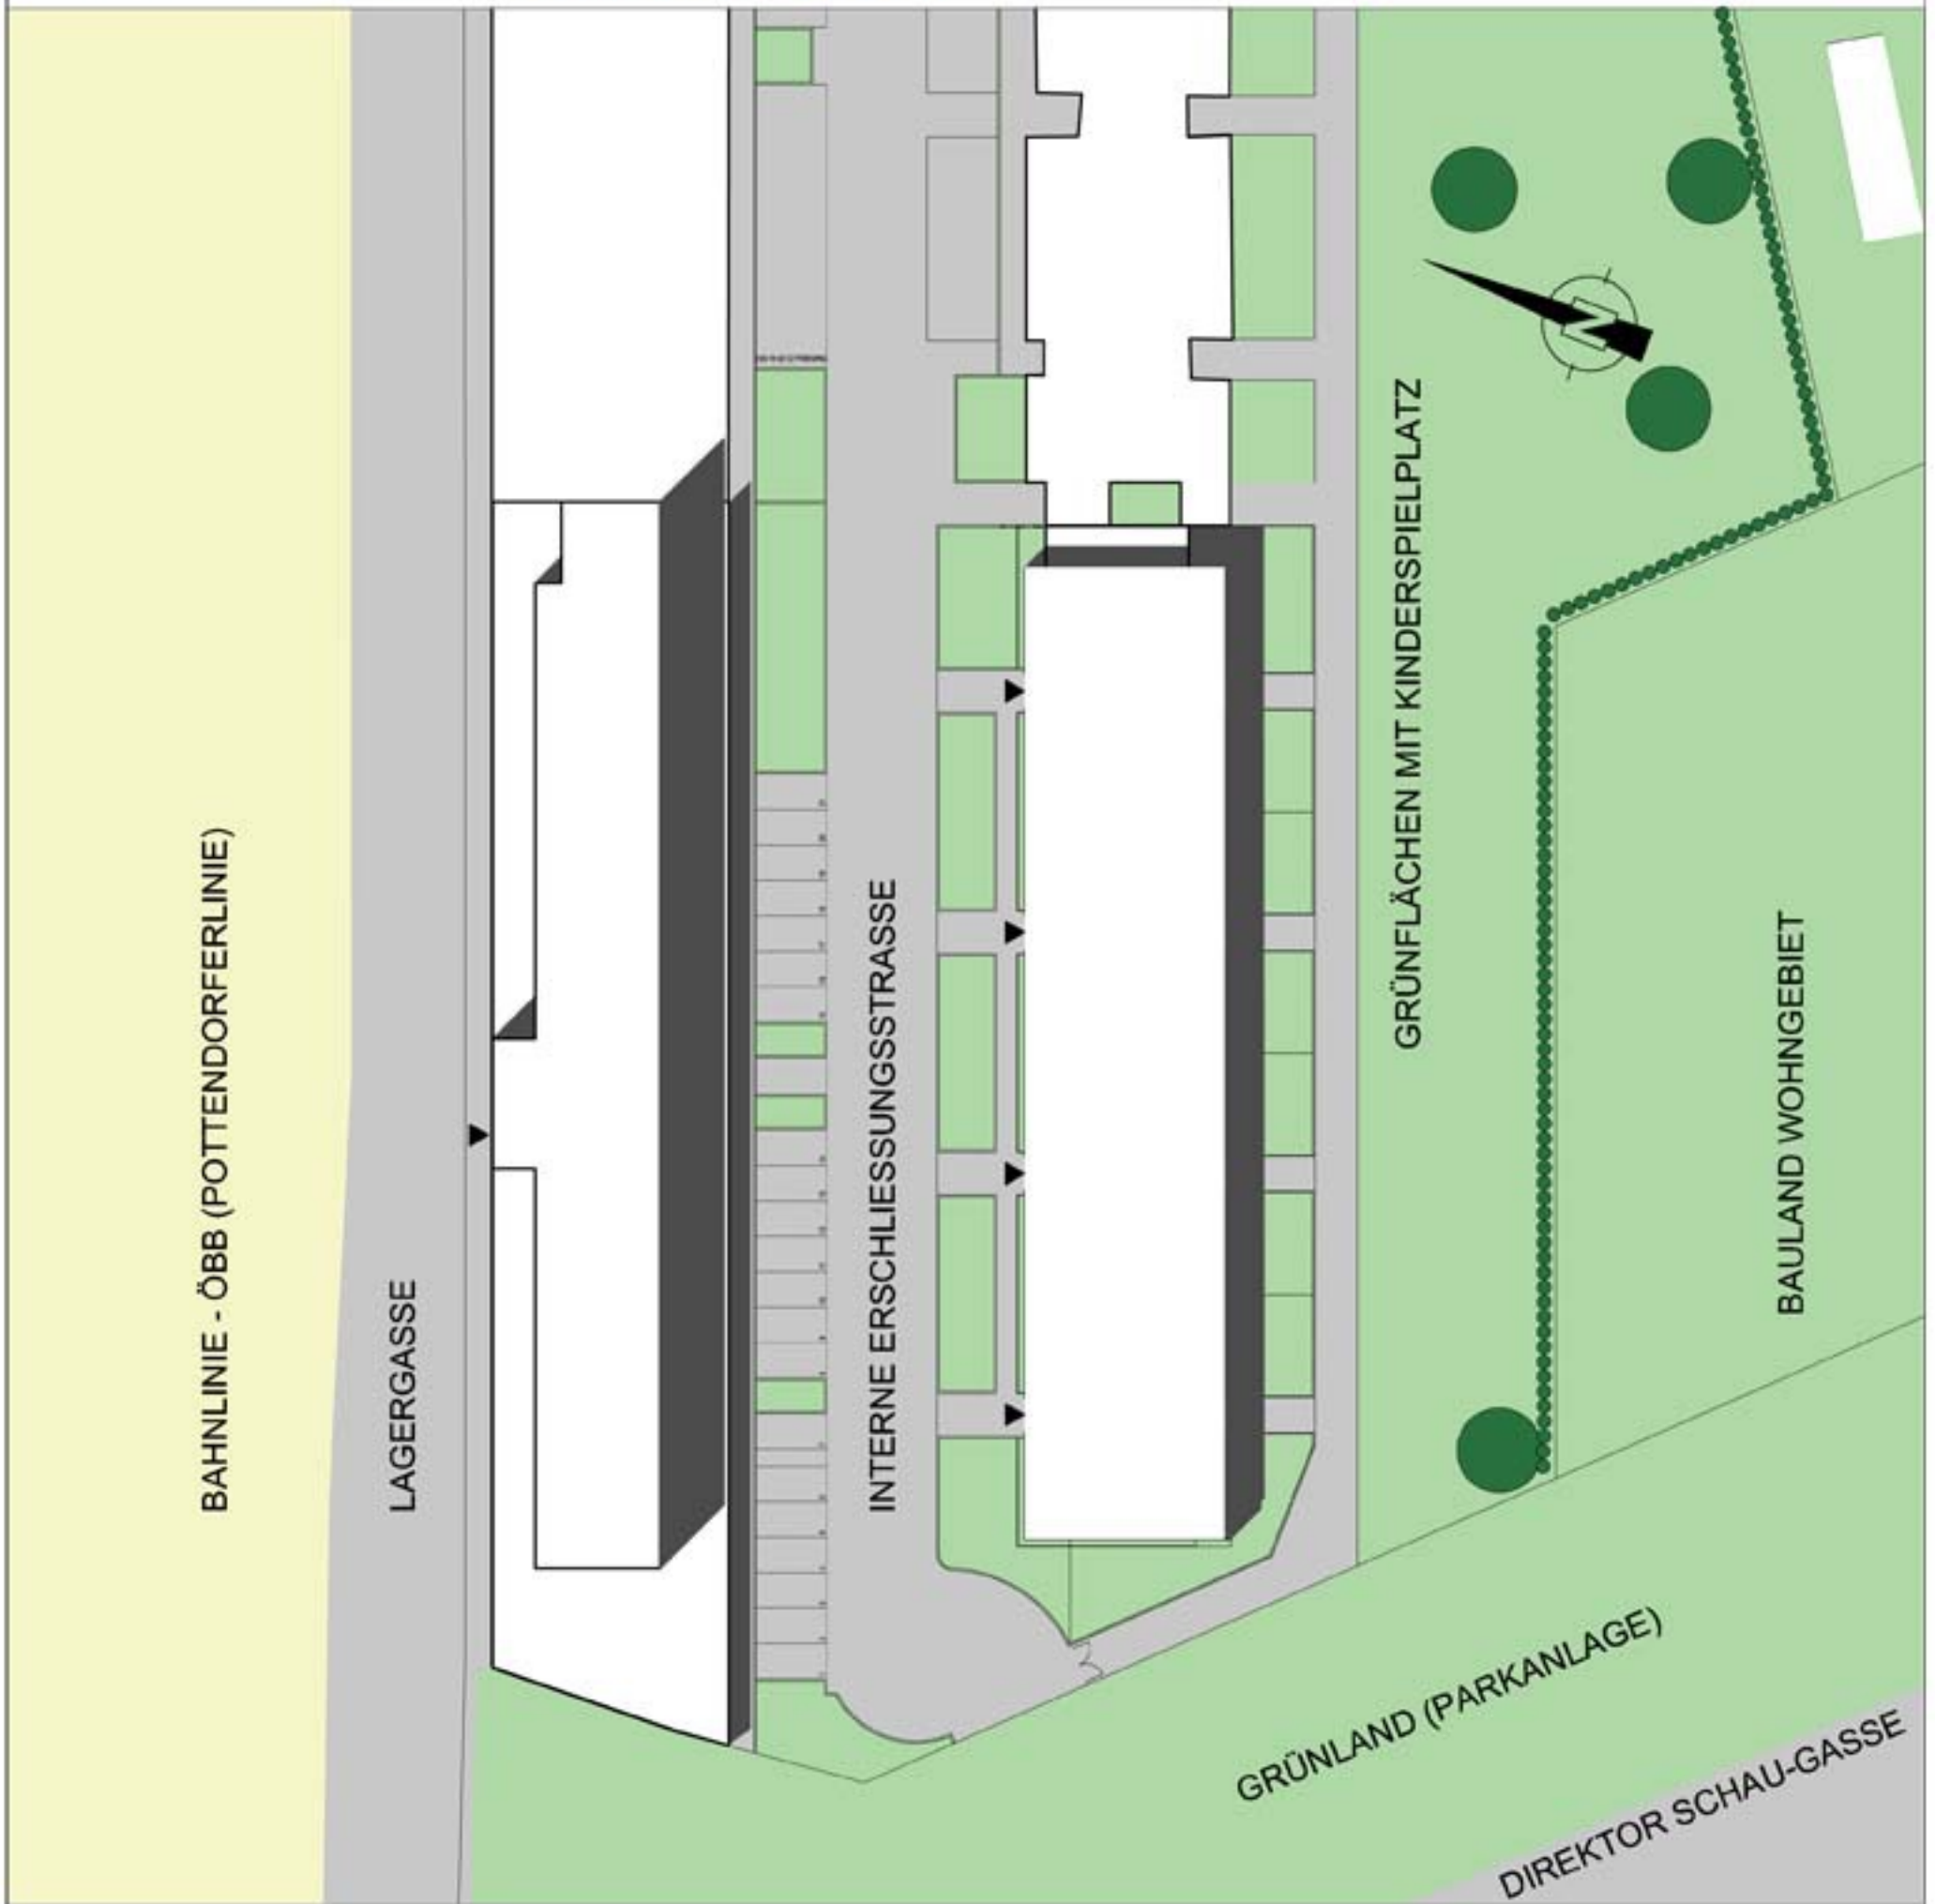 BAHNLINIE - ÖBB (POTTENDORFERLINIE)
LAGERGASSE
INTERNE ERSCHLIESSUNGSSTRASSE
GRÜNFLÄCHEN MIT KINDERSPIELPLATZ
N
BAULAND WOHNGEBIET
GRÜNLAND (PARKANLAGE)
DIREKTOR SCHAU-GASSE